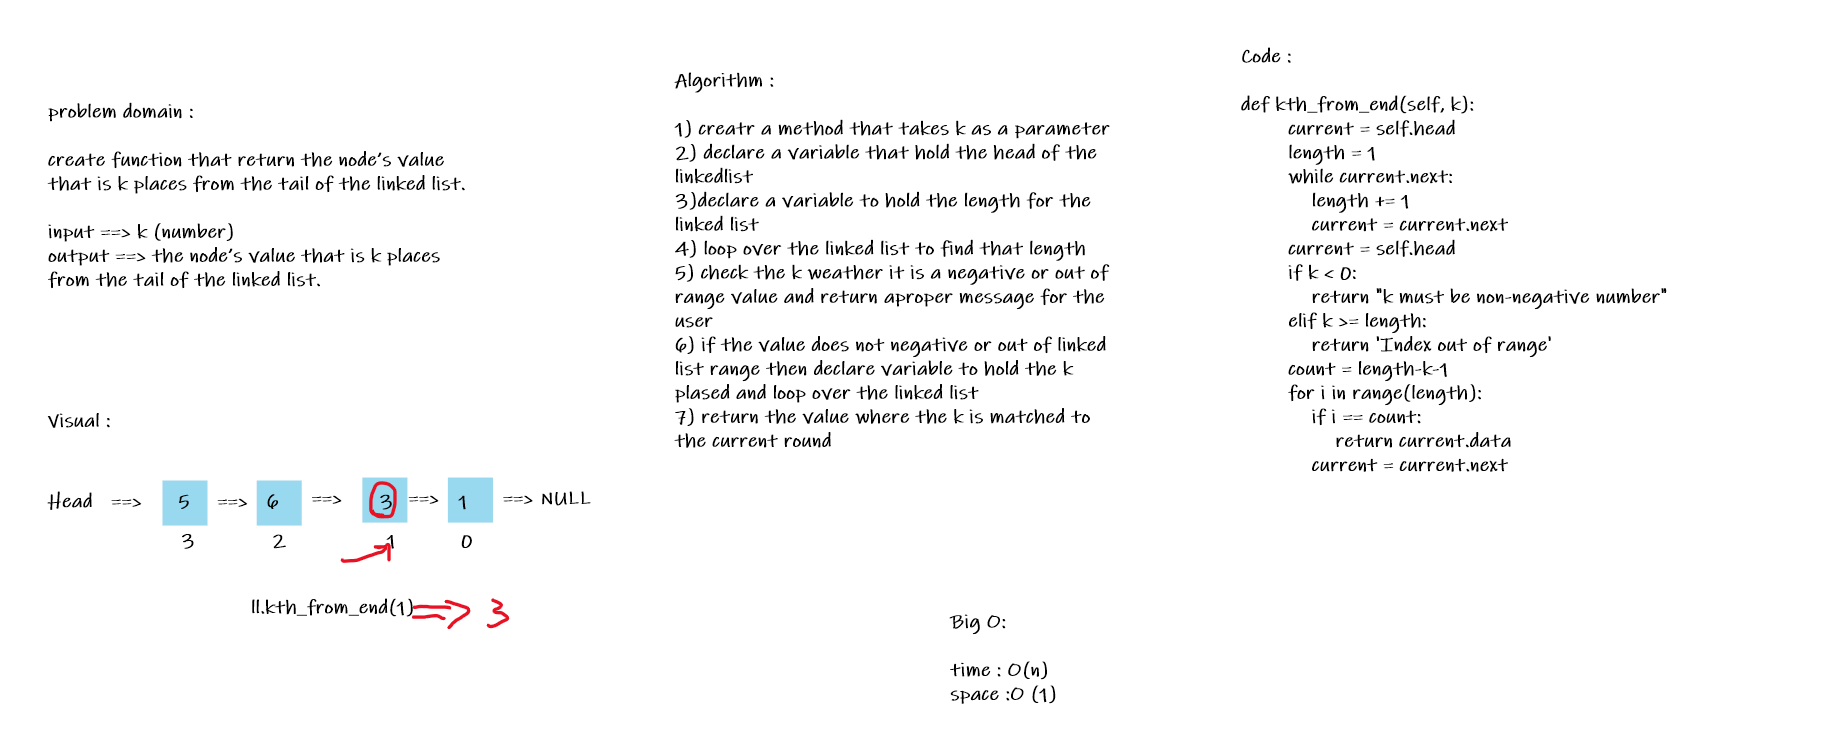 problem domain :
create function that return the node's value
that is k places from the tail of the linked list.
input ==> k (number)
output ==> the node's value that is k places
from the tail of the linked list.
Visual :
Head ==> 5 ==> 6 ==> 3 ==> 1 ==> NULL
3 2 1 0
ll.kth_from_end(1) ==> 3
Algorithm :
1) creatr a method that takes k as a parameter
2) declare a variable that hold the head of the
linkedlist
3)declare a variable to hold the length for the
linked list
4) loop over the linked list to find that length
5) check the k weather it is a negative or out of
range value and return aproper message for the
user
6) if the value does not negative or out of linked
list range then declare variable to hold the k
plased and loop over the linked list
7) return the value where the k is matched to
the current round
Big O:
time : O(n)
space :O (1)
Code :
def kth_from_end(self, k):
current = self.head
length = 1
while current.next:
length += 1
current = current.next
current = self.head
if k < 0:
return "k must be non-negative number"
elif k >= length:
return 'Index out of range'
count = length-k-1
for i in range(length):
if i == count:
return current.data
current = current.next